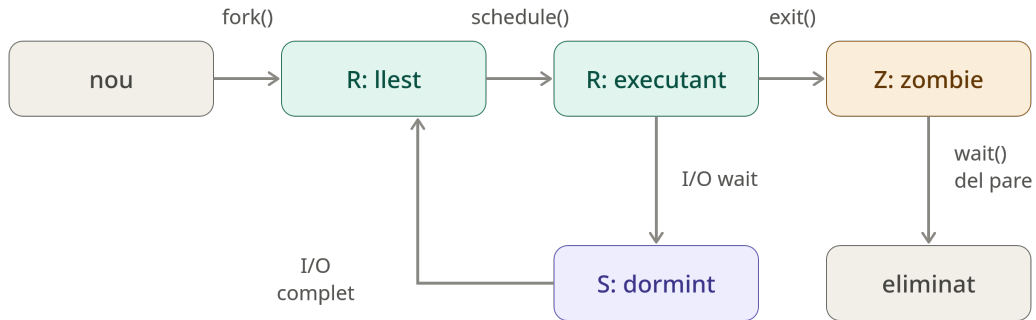 fork()
schedule()
exit()
nou
R: llest
R: executant
Z: zombie
I/O wait
wait()
del pare
I/O
complet
S: dormint
eliminat